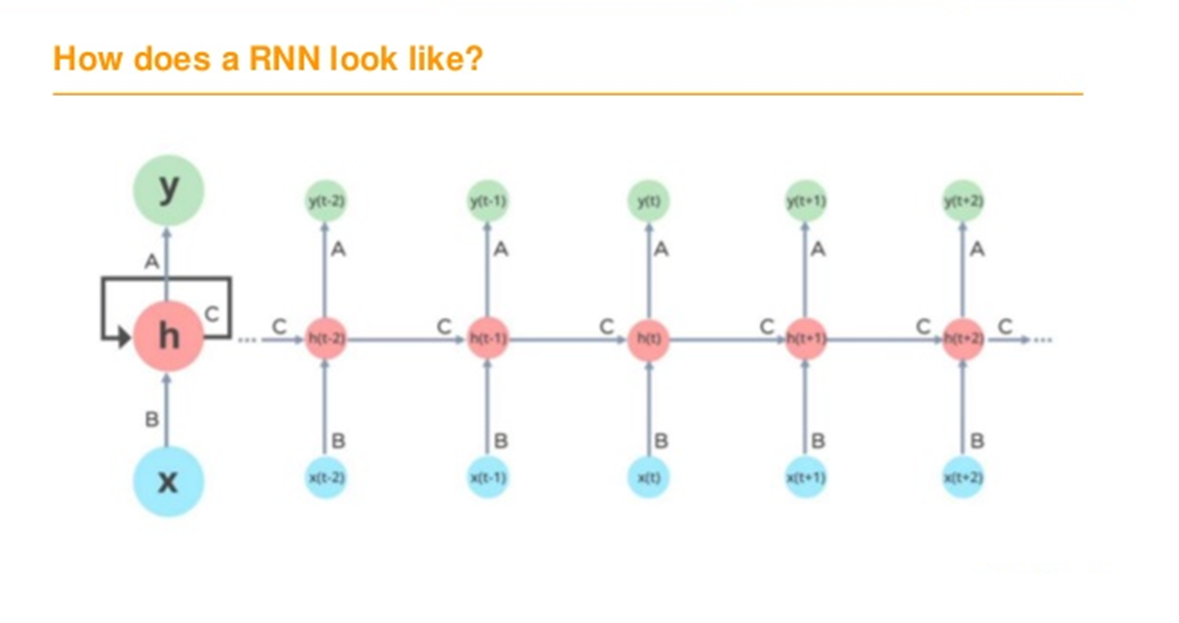 How does a RNN look like?
y
y(t-2) y(t-1) y(t) y(t+1) y(t+2)
A A A A A A
C
h
... C h(t-2) C h(t-1) C h(t) C h(t+1) C h(t+2) C ...
B B B B B B
x
x(t-2) x(t-1) x(t) x(t+1) x(t+2)